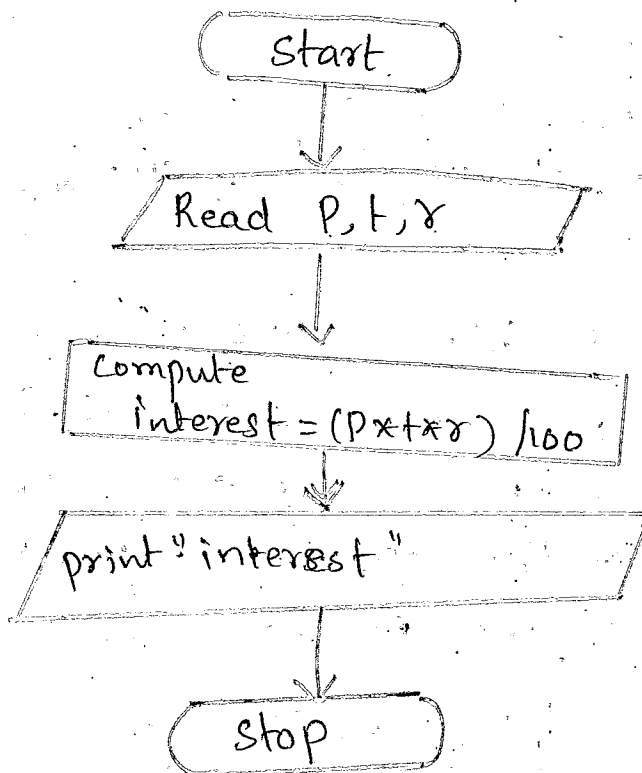 Start
Read P, t, r
compute
interest = (P*t*r) /100
print "interest"
Stop